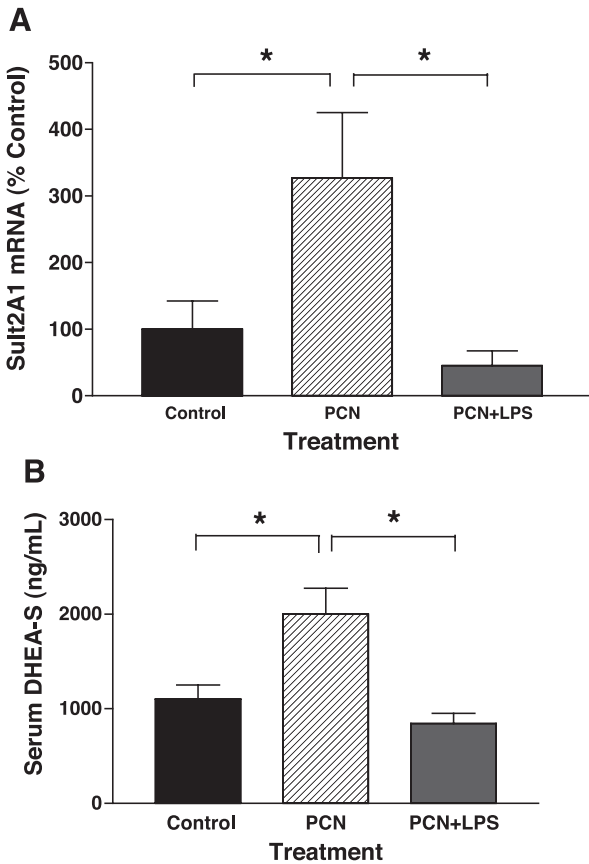 A
Sult2A1 mRNA (% Control)
500
400
300
200
100
0
*
*
Control
PCN
PCN+LPS
Treatment
B
Serum DHEA-S (ng/mL)
3000
2000
1000
0
*
*
Control
PCN
PCN+LPS
Treatment